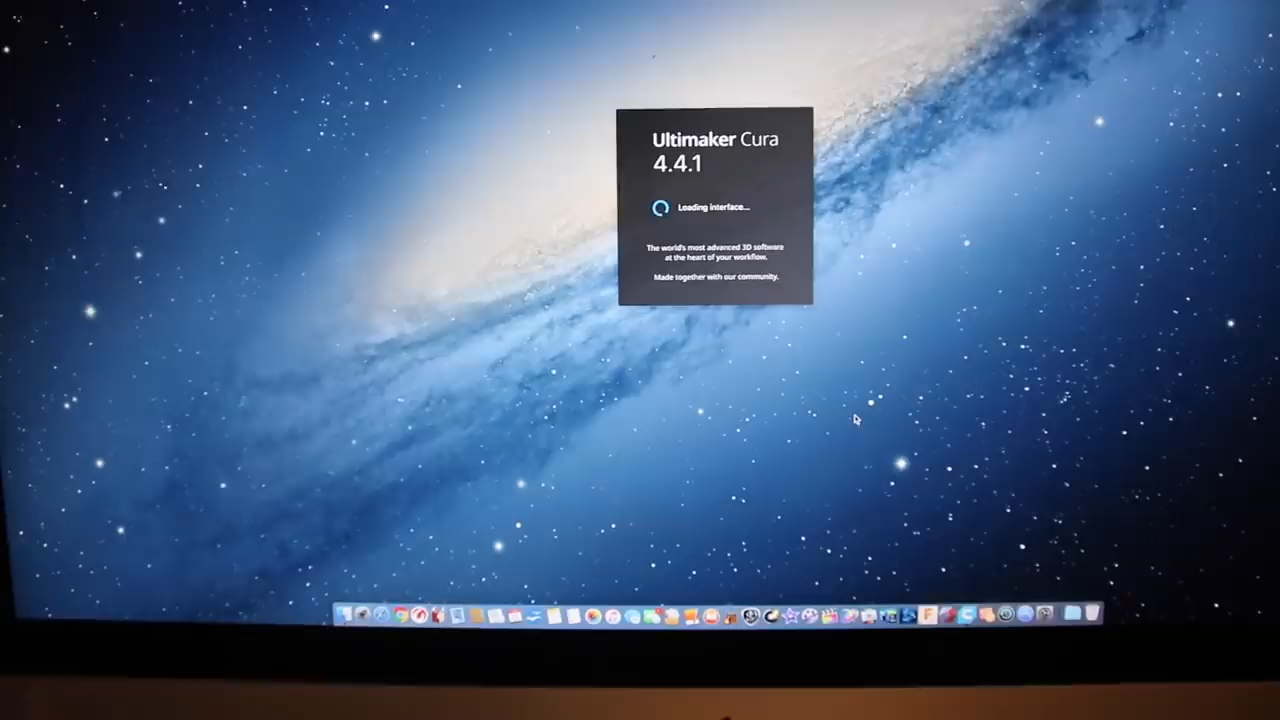 Ultimaker Cura
4.4.1
Loading interface...
The world's most advanced 3D software
at the heart of your workflow.
Made together with our community.